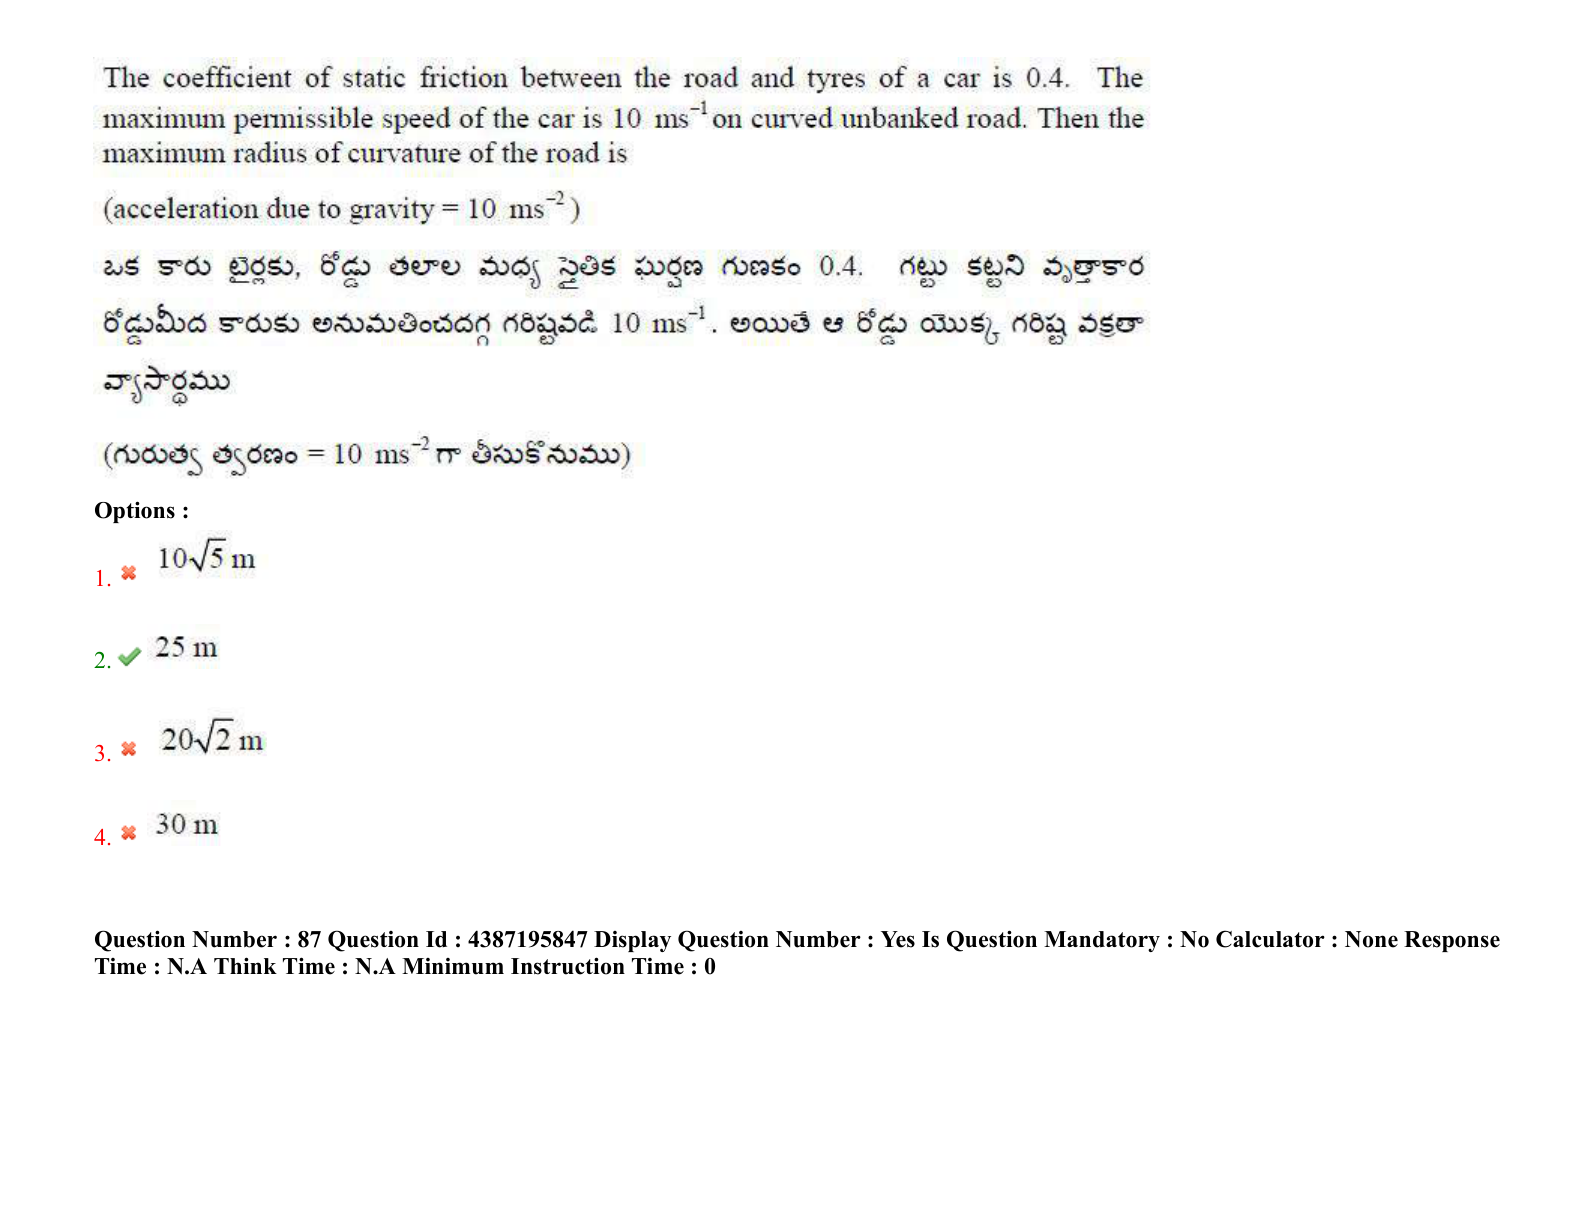 The coefficient of static friction between the road and tyres of a car is 0.4. The
maximum permissible speed of the car is 10 ms⁻¹ on curved unbanked road. Then the
maximum radius of curvature of the road is
(acceleration due to gravity = 10 ms⁻²)
ఒక కారు టైర్లకు, రోడ్డు తలాల మధ్య స్థైతిక ఘర్షణ గుణకం 0.4. గట్టు కట్టని వృత్తాకార
రోడ్డుమీద కారుకు అనుమతించదగ్గ గరిష్టవడి 10 ms⁻¹. అయితే ఆ రోడ్డు యొక్క గరిష్ట వక్రతా
వ్యాసార్థము
(గురుత్వ త్వరణం = 10 ms⁻² గా తీసుకొనుము)
Options :
1. 10√5 m
2. 25 m
3. 20√2 m
4. 30 m
Question Number : 87 Question Id : 4387195847 Display Question Number : Yes Is Question Mandatory : No Calculator : None Response
Time : N.A Think Time : N.A Minimum Instruction Time : 0